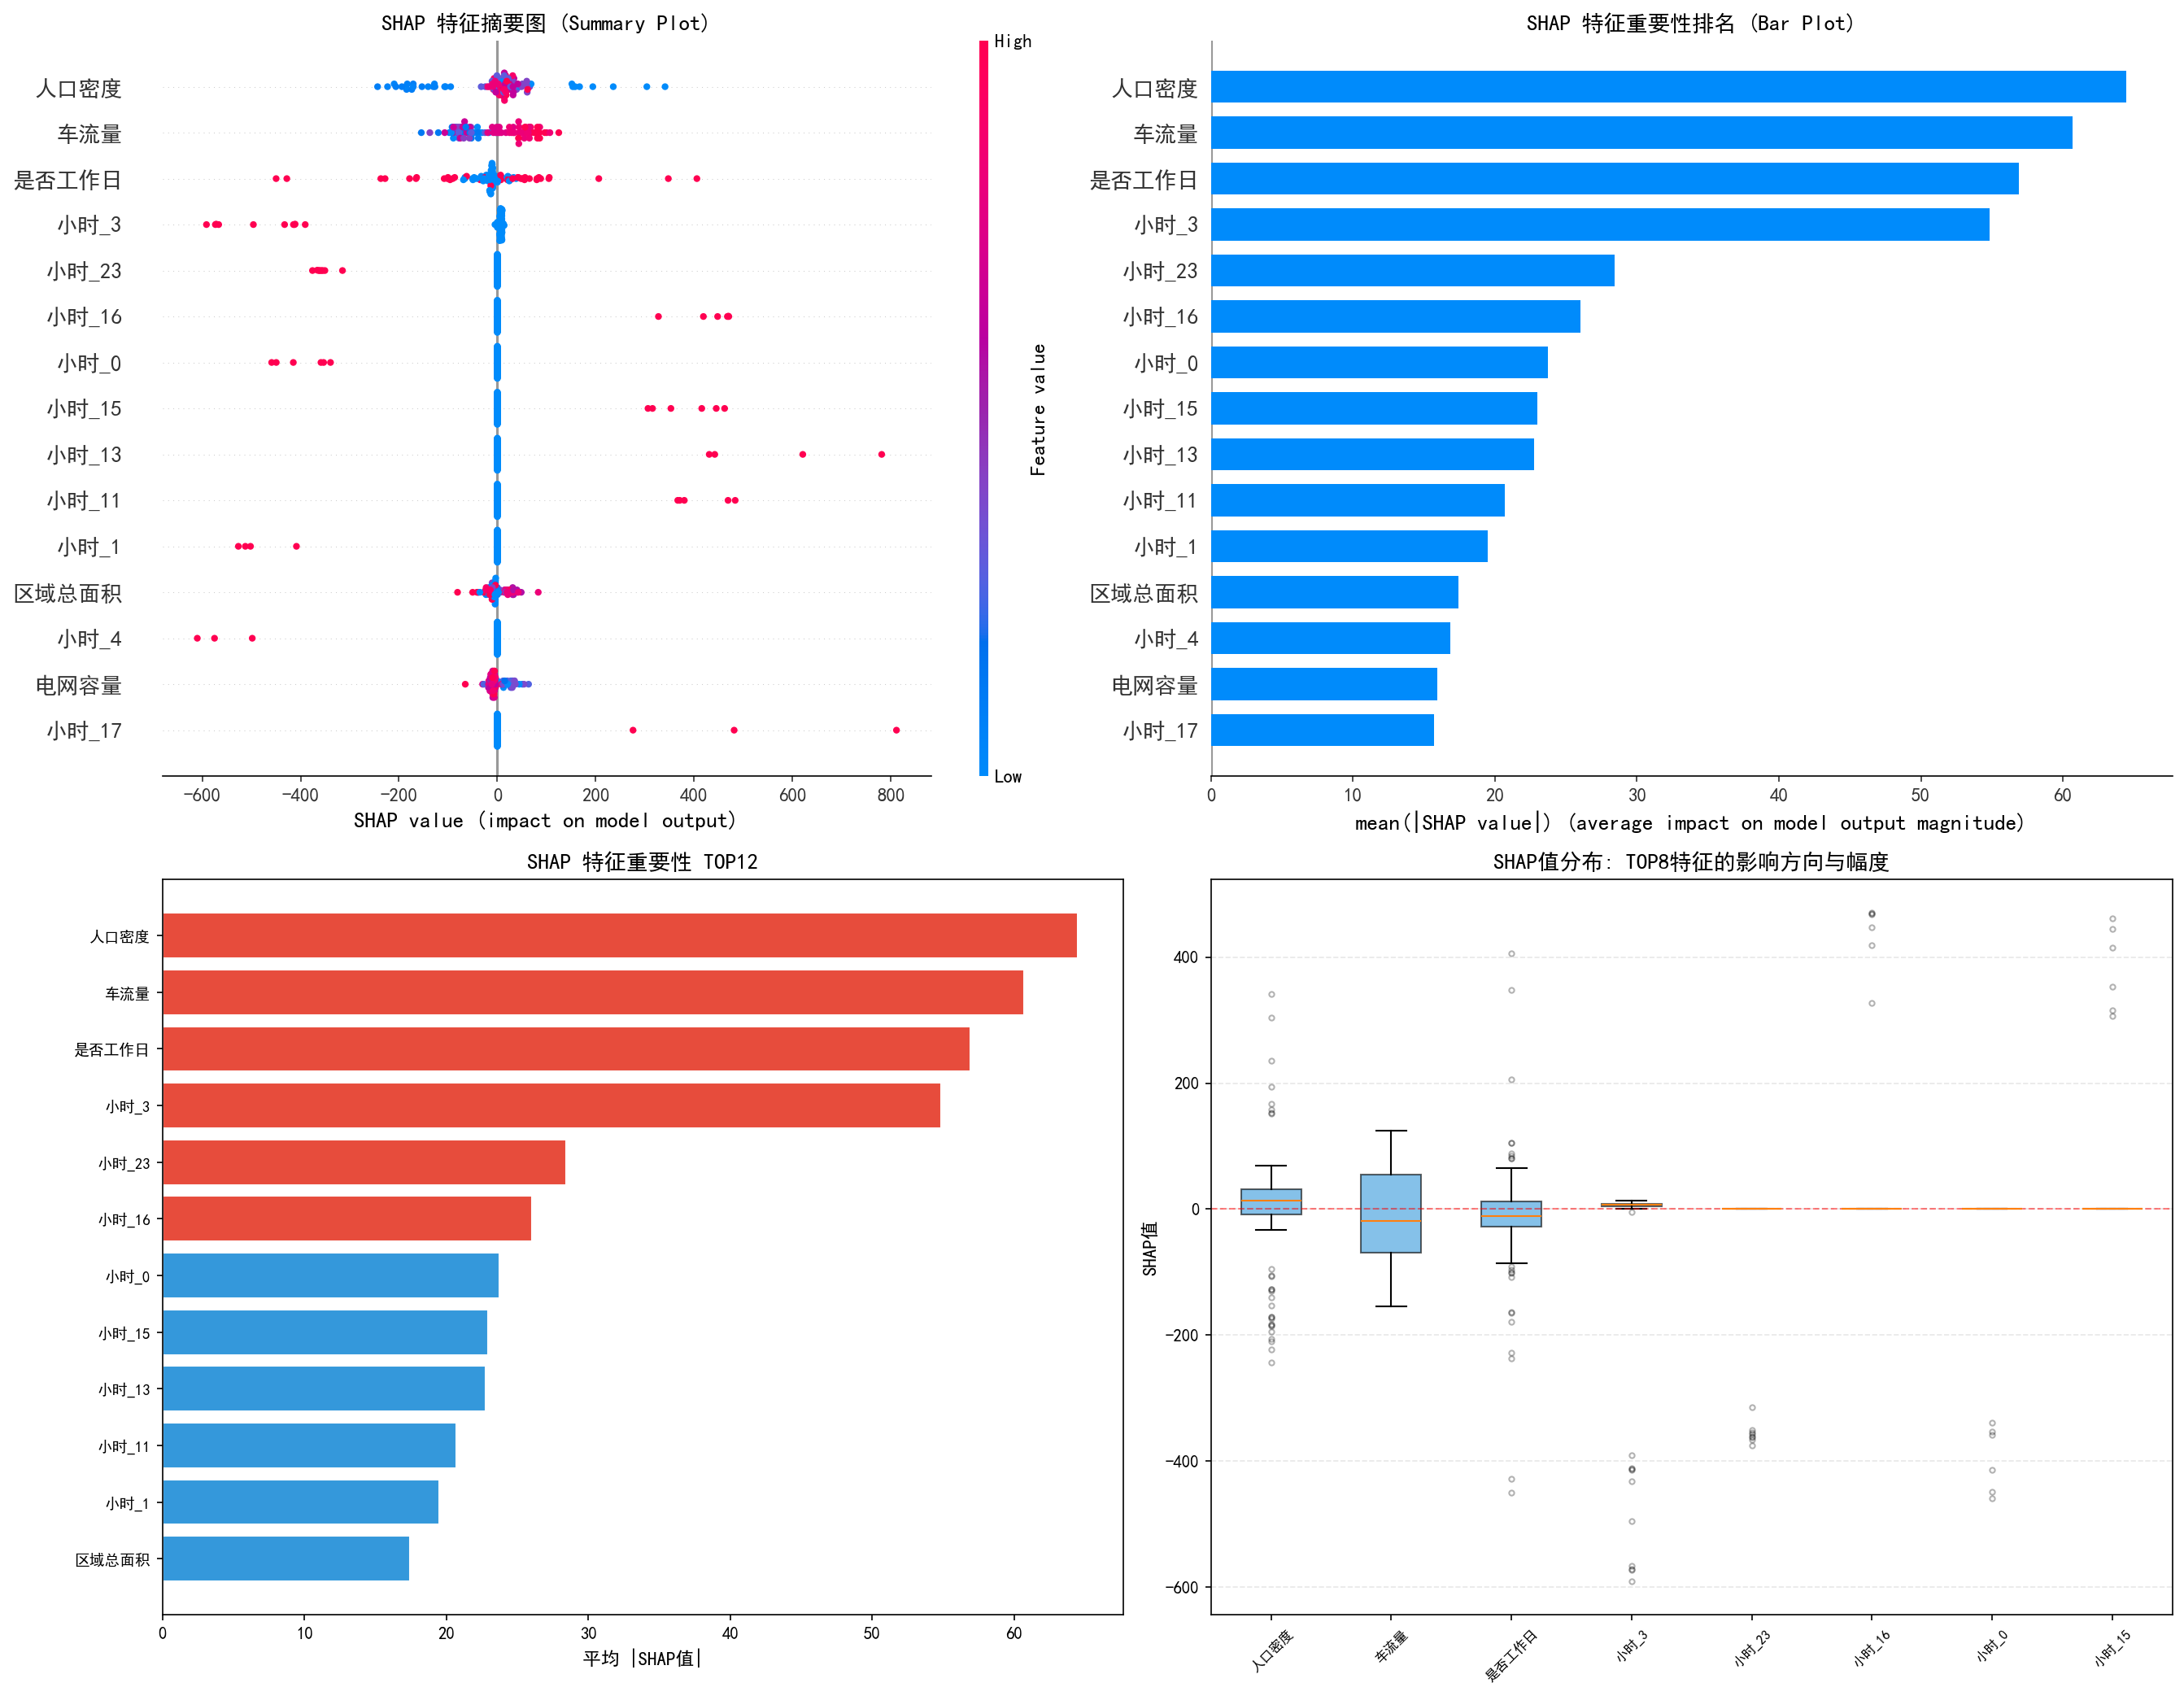 SHAP 特征摘要图 (Summary Plot)
High
人口密度
车流量
是否工作日
小时_3
小时_23
小时_16
小时_0
小时_15
小时_13
小时_11
小时_1
区域总面积
小时_4
电网容量
小时_17
Feature value
Low
−600 −400 −200 0 200 400 600 800
SHAP value (impact on model output)
SHAP 特征重要性排名 (Bar Plot)
人口密度
车流量
是否工作日
小时_3
小时_23
小时_16
小时_0
小时_15
小时_13
小时_11
小时_1
区域总面积
小时_4
电网容量
小时_17
0 10 20 30 40 50 60
mean(|SHAP value|) (average impact on model output magnitude)
SHAP 特征重要性 TOP12
人口密度
车流量
是否工作日
小时_3
小时_23
小时_16
小时_0
小时_15
小时_13
小时_11
小时_1
区域总面积
0 10 20 30 40 50 60
平均 |SHAP值|
SHAP值分布: TOP8特征的影响方向与幅度
SHAP值
400
200
0
−200
−400
−600
人口密度
车流量
是否工作日
小时_3
小时_23
小时_16
小时_0
小时_15